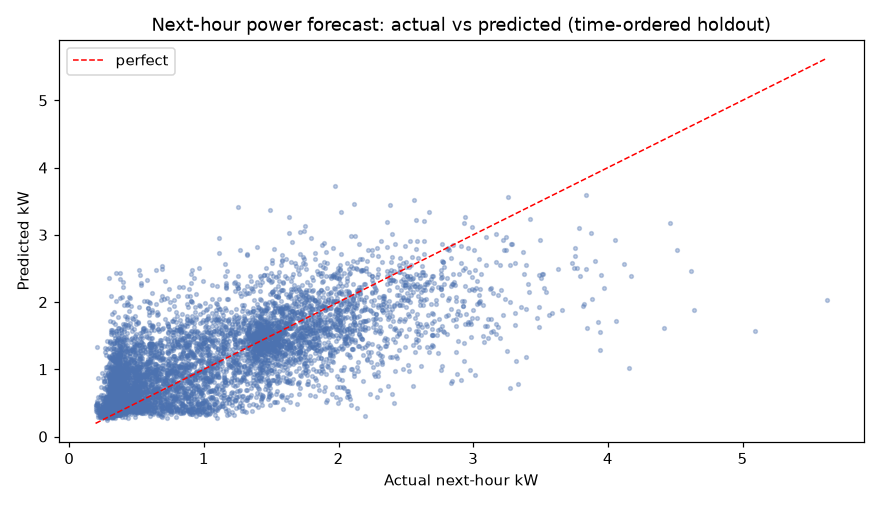 Next-hour power forecast: actual vs predicted (time-ordered holdout)
perfect
Predicted kW
5
4
3
2
1
0
0 1 2 3 4 5
Actual next-hour kW